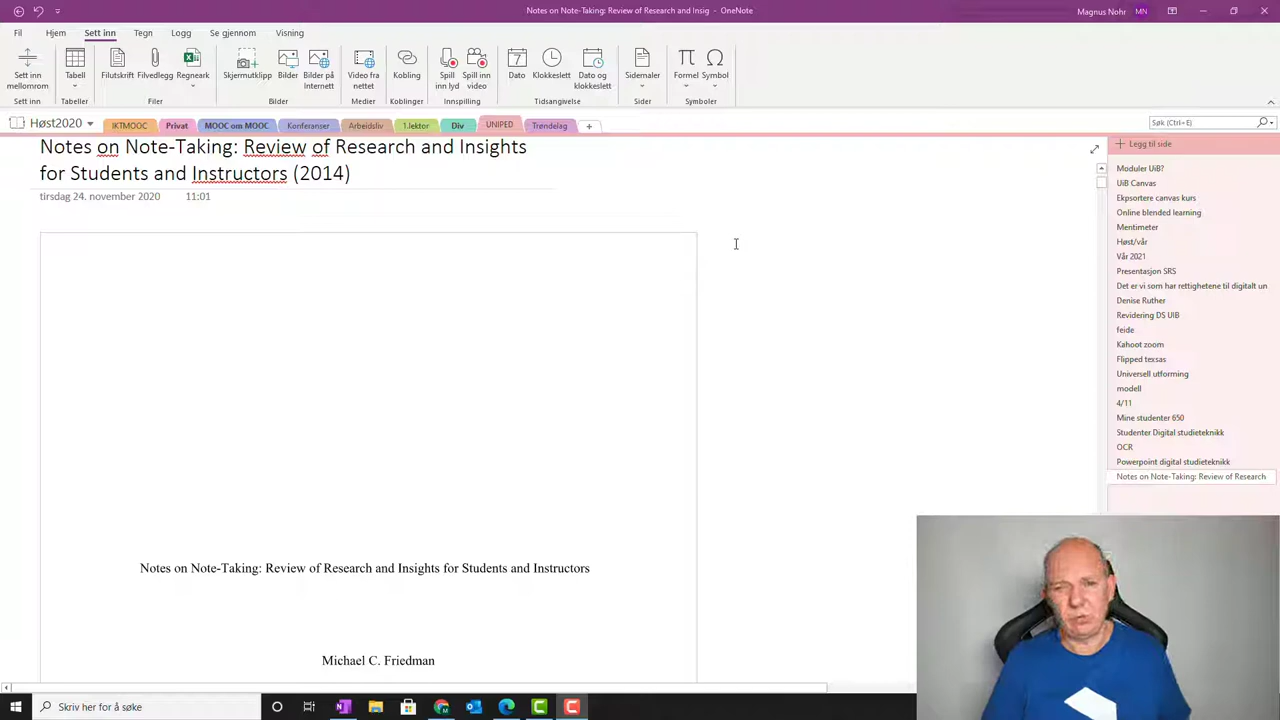 Notes on Note-Taking: Review of Research and Insig - OneNote
Magnus Nohr MN
Fil Hjem Sett inn Tegn Logg Se gjennom Visning
Sett inn mellomrom
Tabell
Filutskrift
Filvedlegg
Regneark
Skjermutklipp
Bilder
Bilder på Internett
Video fra nettet
Kobling
Spill inn lyd
Spill inn video
Dato
Klokkeslett
Dato og klokkeslett
Sidemaler
Formel
Symbol
Sett inn Tabeller Filer Bilder Medier Koblinger Innspilling Tidsangivelse Sider Symboler
Høst2020 IKTMOOC Privat MOOC om MOOC Konferanser Arbeidsliv 1.lektor Div UNIPED Trøndelag
Søk (Ctrl+E)
Notes on Note-Taking: Review of Research and Insights
for Students and Instructors (2014)
tirsdag 24. november 2020 11:01
Notes on Note-Taking: Review of Research and Insights for Students and Instructors
Michael C. Friedman
Legg til side
Moduler UiB?
UiB Canvas
Ekpsortere canvas kurs
Online blended learning
Mentimeter
Høst/vår
Vår 2021
Presentasjon SRS
Det er vi som har rettighetene til digitalt un
Denise Ruther
Revidering DS UIB
feide
Kahoot zoom
Flipped texsas
Universell utforming
modell
4/11
Mine studenter 650
Studenter Digital studieteknikk
OCR
Powerpoint digital studieteknikk
Notes on Note-Taking: Review of Research
Skriv her for å søke